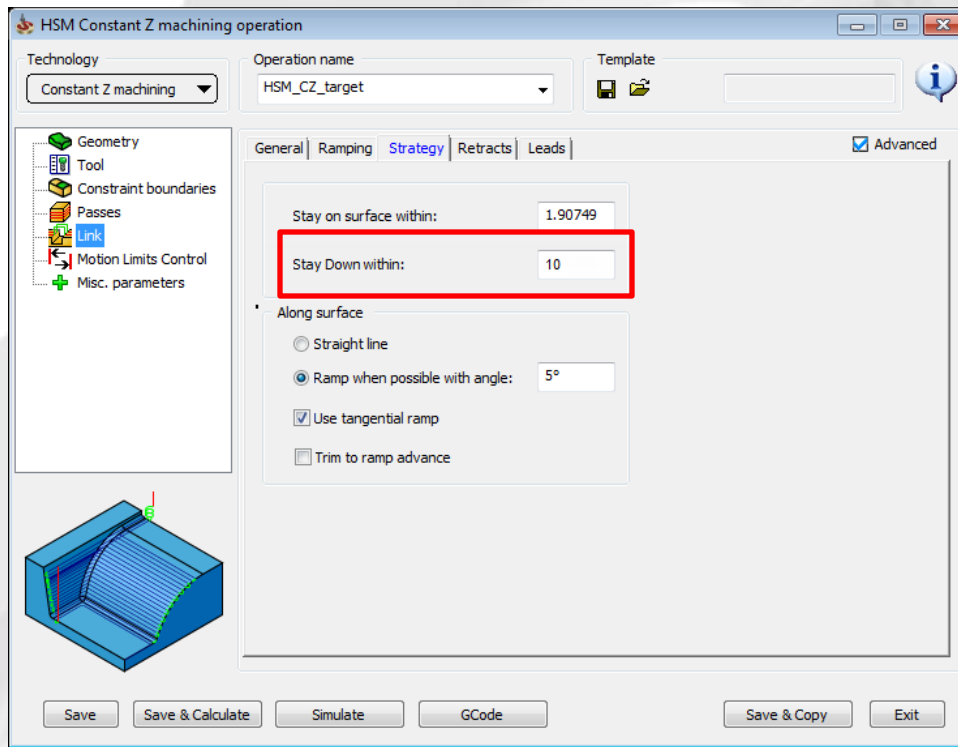 HSM Constant Z machining operation
Technology
Operation name
Template
Constant Z machining
HSM_CZ_target
Geometry
Tool
Constraint boundaries
Passes
Link
Motion Limits Control
Misc. parameters
General Ramping Strategy Retracts Leads
Advanced
Stay on surface within: 1.90749
Stay Down within: 10
Along surface
Straight line
Ramp when possible with angle: 5°
Use tangential ramp
Trim to ramp advance
Save Save & Calculate Simulate GCode Save & Copy Exit